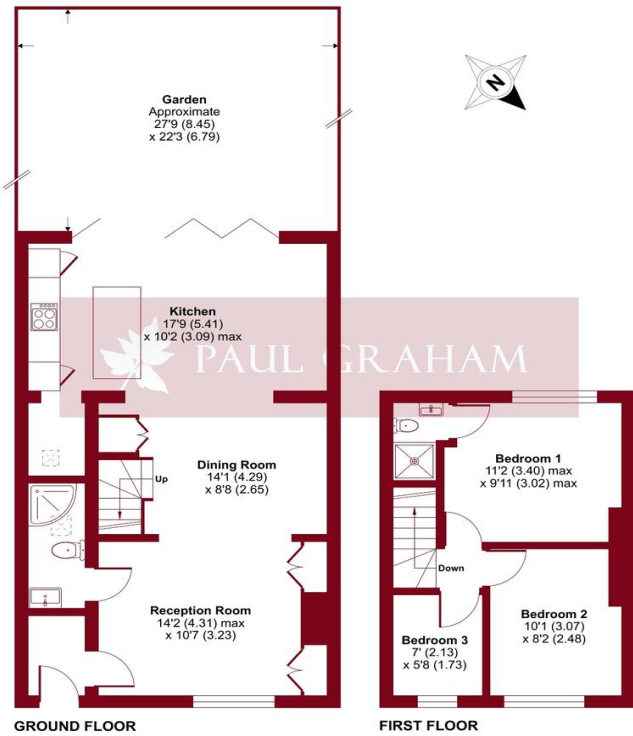 Garden
Approximate
27'9 (8.45)
x 22'3 (6.79)
N
Kitchen
17'9 (5.41)
x 10'2 (3.09) max
PAUL GRAHAM
Dining Room
14'1 (4.29)
x 8'8 (2.65)
Up
Reception Room
14'2 (4.31) max
x 10'7 (3.23)
GROUND FLOOR
Bedroom 1
11'2 (3.40) max
x 9'11 (3.02) max
Down
Bedroom 2
10'1 (3.07)
x 8'2 (2.48)
Bedroom 3
7' (2.13)
x 5'8 (1.73)
FIRST FLOOR